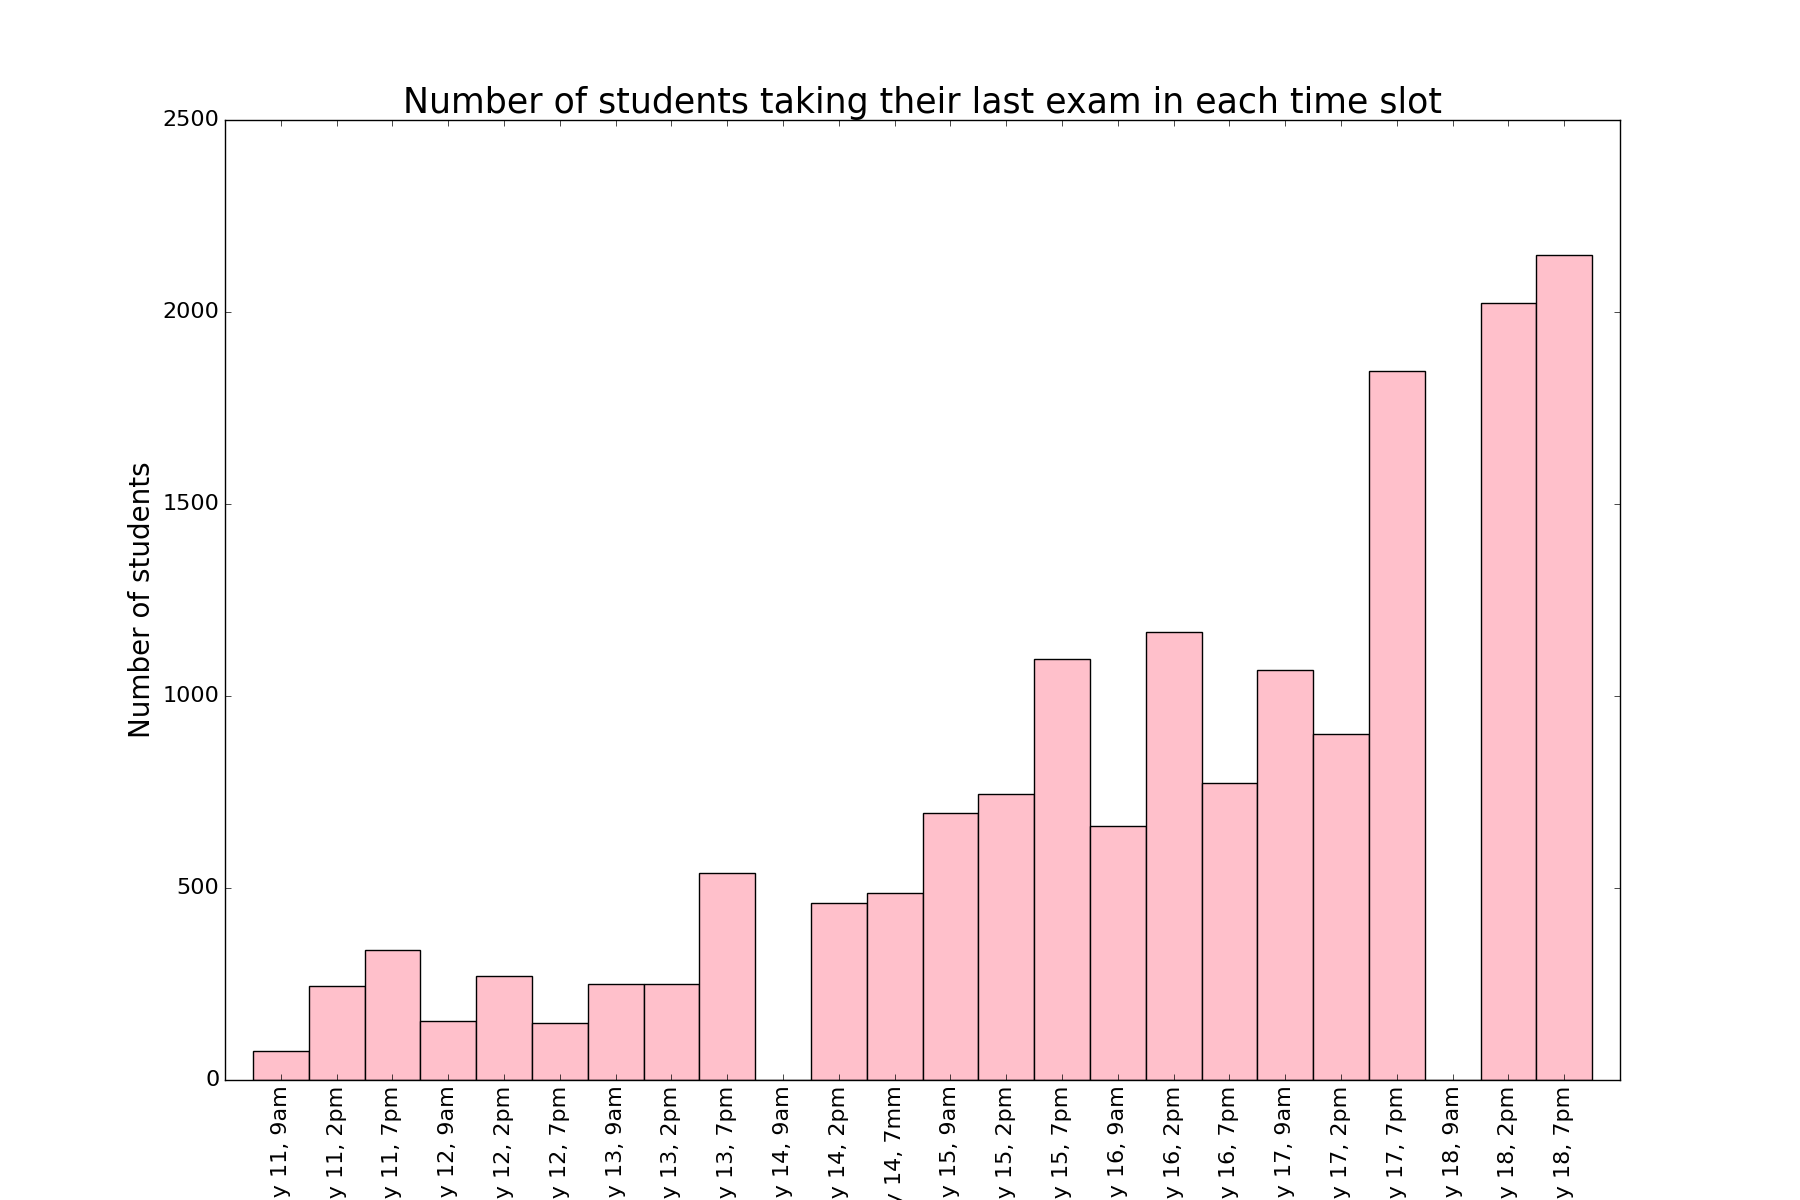 Number of students taking their last exam in each time slot
Number of students
2500
2000
1500
1000
500
0
y 11, 9am
y 11, 2pm
y 11, 7pm
y 12, 9am
y 12, 2pm
y 12, 7pm
y 13, 9am
y 13, 2pm
y 13, 7pm
y 14, 9am
y 14, 2pm
y 14, 7mm
y 15, 9am
y 15, 2pm
y 15, 7pm
y 16, 9am
y 16, 2pm
y 16, 7pm
y 17, 9am
y 17, 2pm
y 17, 7pm
y 18, 9am
y 18, 2pm
y 18, 7pm